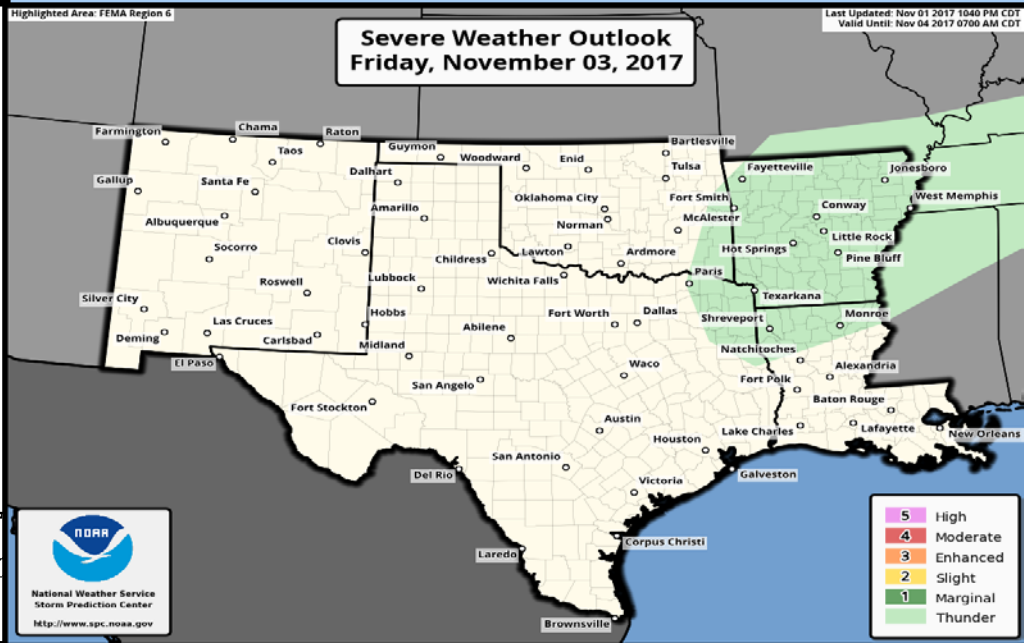 Highlighted Area: FEMA Region 6
Last Updated: Nov 01 2017 1040 PM CDT
Valid Until: Nov 04 2017 0700 AM CDT
Severe Weather Outlook
Friday, November 03, 2017
Farmington
Chama
Raton
Taos
Guymon
Woodward
Enid
Bartlesville
Dalhart
Tulsa
Fayetteville
Jonesboro
Gallup
Santa Fe
Oklahoma City
Fort Smith
West Memphis
Amarillo
Norman
McAlester
Conway
Albuquerque
Socorro
Clovis
Childress
Lawton
Ardmore
Hot Springs
Little Rock
Pine Bluff
Roswell
Lubbock
Wichita Falls
Paris
Texarkana
Silver City
Las Cruces
Hobbs
Fort Worth
Dallas
Shreveport
Monroe
Deming
Carlsbad
Midland
Abilene
Natchitoches
El Paso
Waco
Alexandria
San Angelo
Fort Polk
Baton Rouge
Fort Stockton
Austin
Lake Charles
Lafayette
New Orleans
Houston
San Antonio
Del Rio
Galveston
Victoria
Corpus Christi
Laredo
Brownsville
NOAA
National Weather Service
Storm Prediction Center
http://www.spc.noaa.gov
5 High
4 Moderate
3 Enhanced
2 Slight
1 Marginal
Thunder